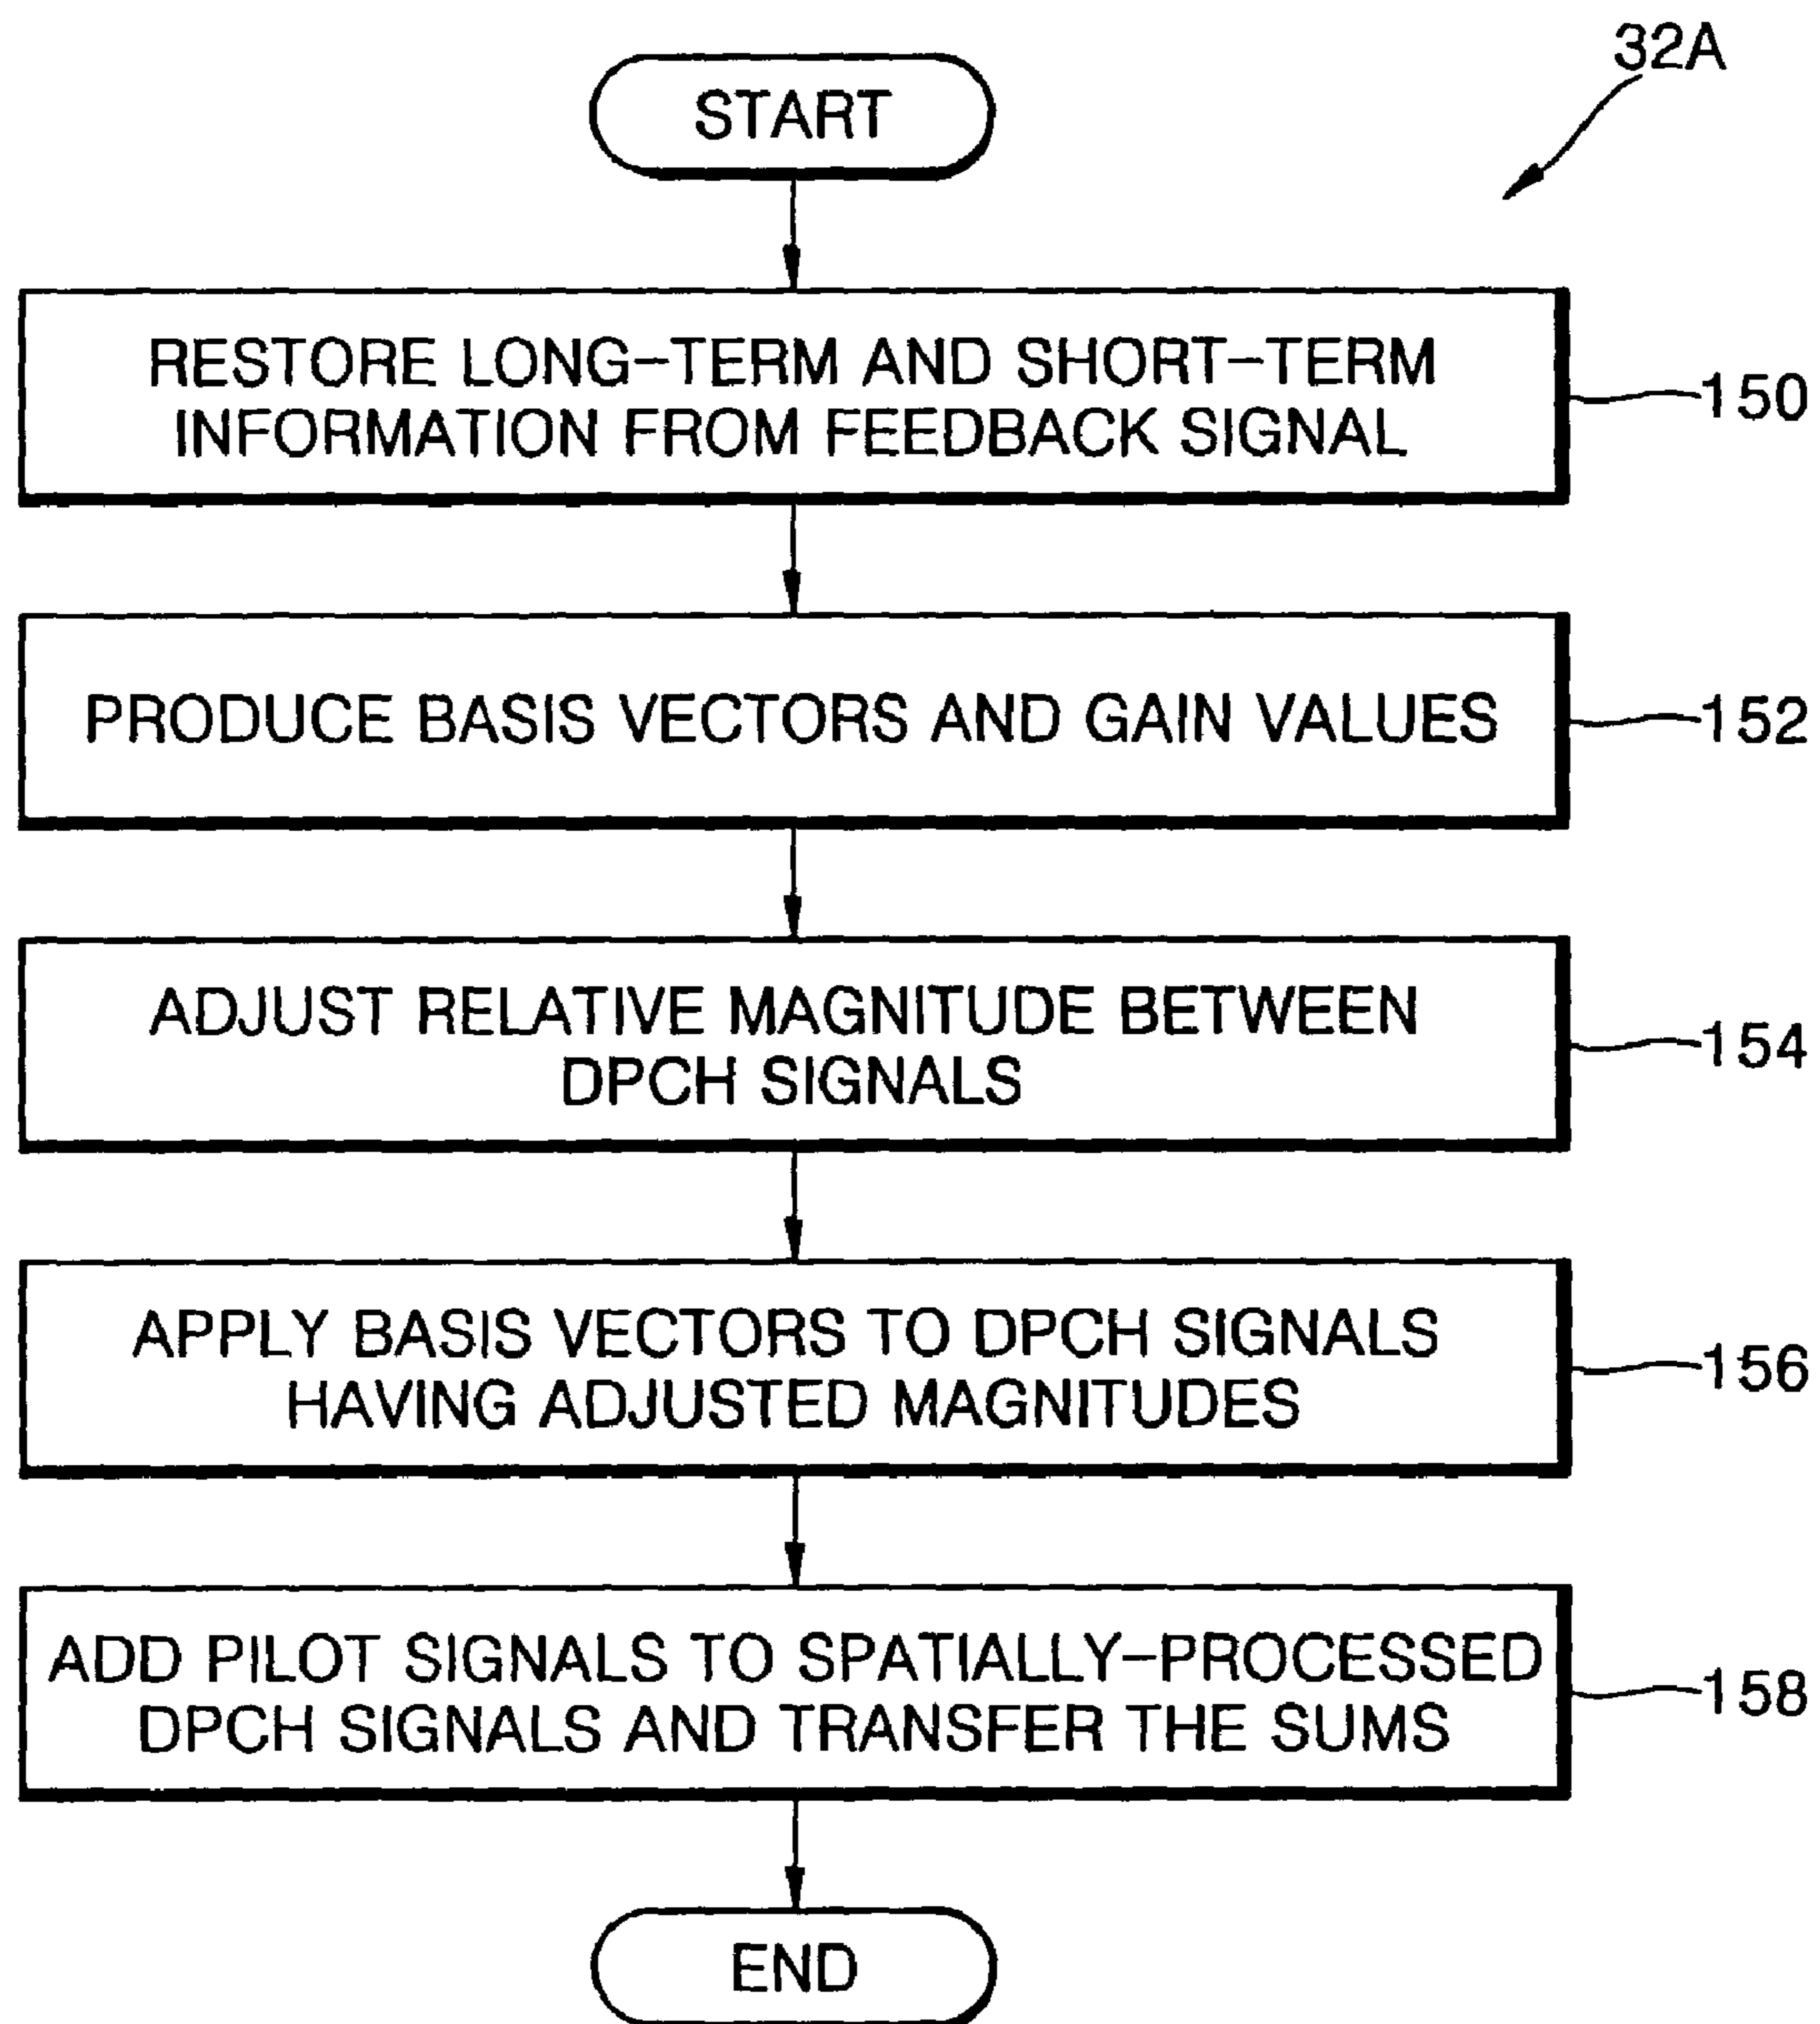 32A
START
RESTORE LONG-TERM AND SHORT-TERM
INFORMATION FROM FEEDBACK SIGNAL
150
PRODUCE BASIS VECTORS AND GAIN VALUES
152
ADJUST RELATIVE MAGNITUDE BETWEEN
DPCH SIGNALS
154
APPLY BASIS VECTORS TO DPCH SIGNALS
HAVING ADJUSTED MAGNITUDES
156
ADD PILOT SIGNALS TO SPATIALLY-PROCESSED
DPCH SIGNALS AND TRANSFER THE SUMS
158
END